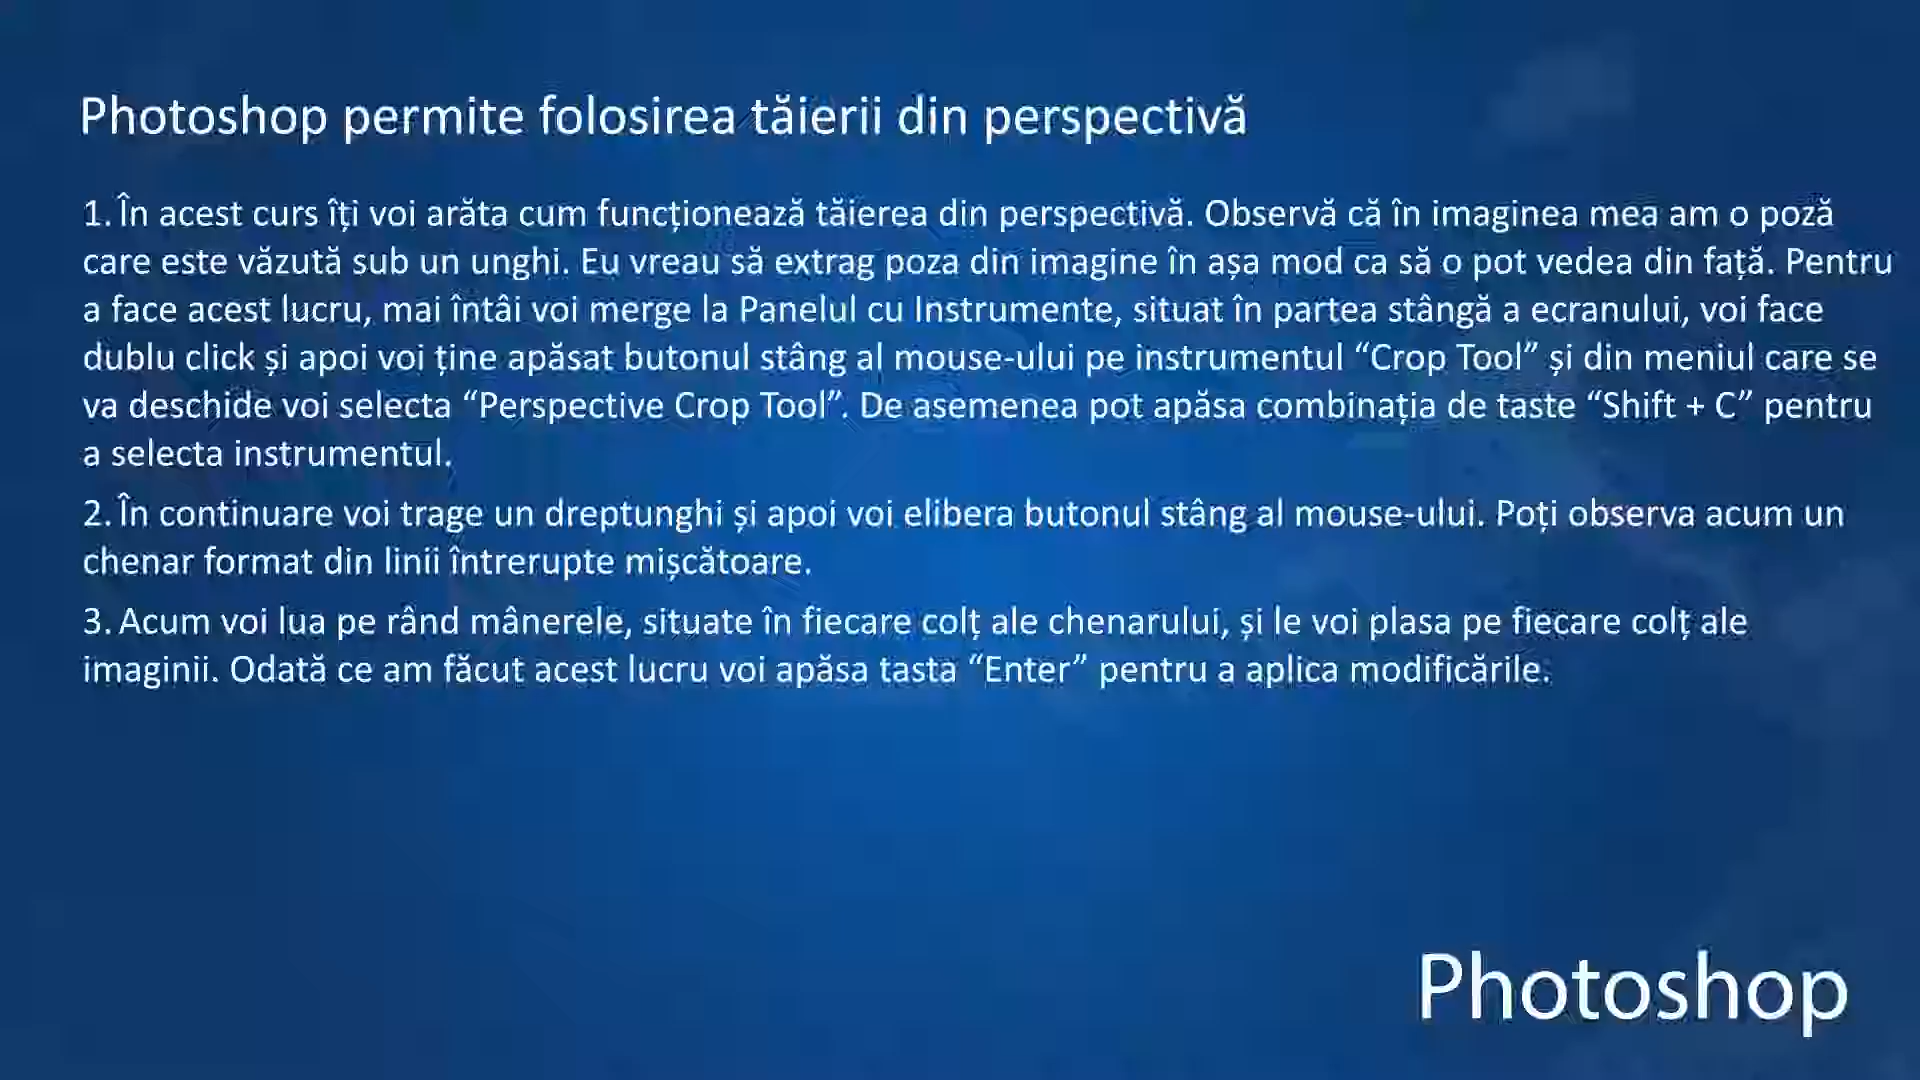 Photoshop permite folosirea tăierii din perspectivă
1. În acest curs îți voi arăta cum funcționează tăierea din perspectivă. Observă că în imaginea mea am o poză
care este văzută sub un unghi. Eu vreau să extrag poza din imagine în așa mod ca să o pot vedea din față. Pentru
a face acest lucru, mai întâi voi merge la Panelul cu Instrumente, situat în partea stângă a ecranului, voi face
dublu click și apoi voi ține apăsat butonul stâng al mouse-ului pe instrumentul “Crop Tool” și din meniul care se
va deschide voi selecta “Perspective Crop Tool”. De asemenea pot apăsa combinația de taste “Shift + C” pentru
a selecta instrumentul.
2. În continuare voi trage un dreptunghi și apoi voi elibera butonul stâng al mouse-ului. Poți observa acum un
chenar format din linii întrerupte mișcătoare.
3. Acum voi lua pe rând mânerele, situate în fiecare colț ale chenarului, și le voi plasa pe fiecare colț ale
imaginii. Odată ce am făcut acest lucru voi apăsa tasta “Enter” pentru a aplica modificările.
Photoshop